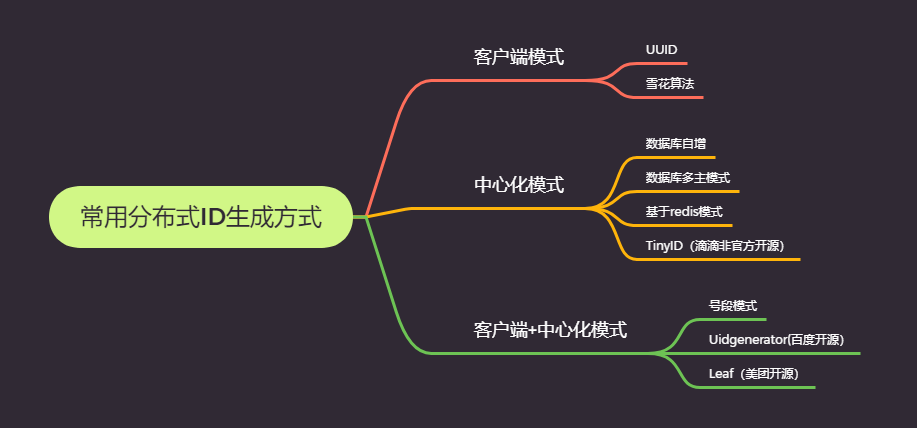 常用分布式ID生成方式
客户端模式
UUID
雪花算法
中心化模式
数据库自增
数据库多主模式
基于redis模式
TinyID（滴滴非官方开源）
客户端+中心化模式
号段模式
Uidgenerator(百度开源）
Leaf（美团开源）